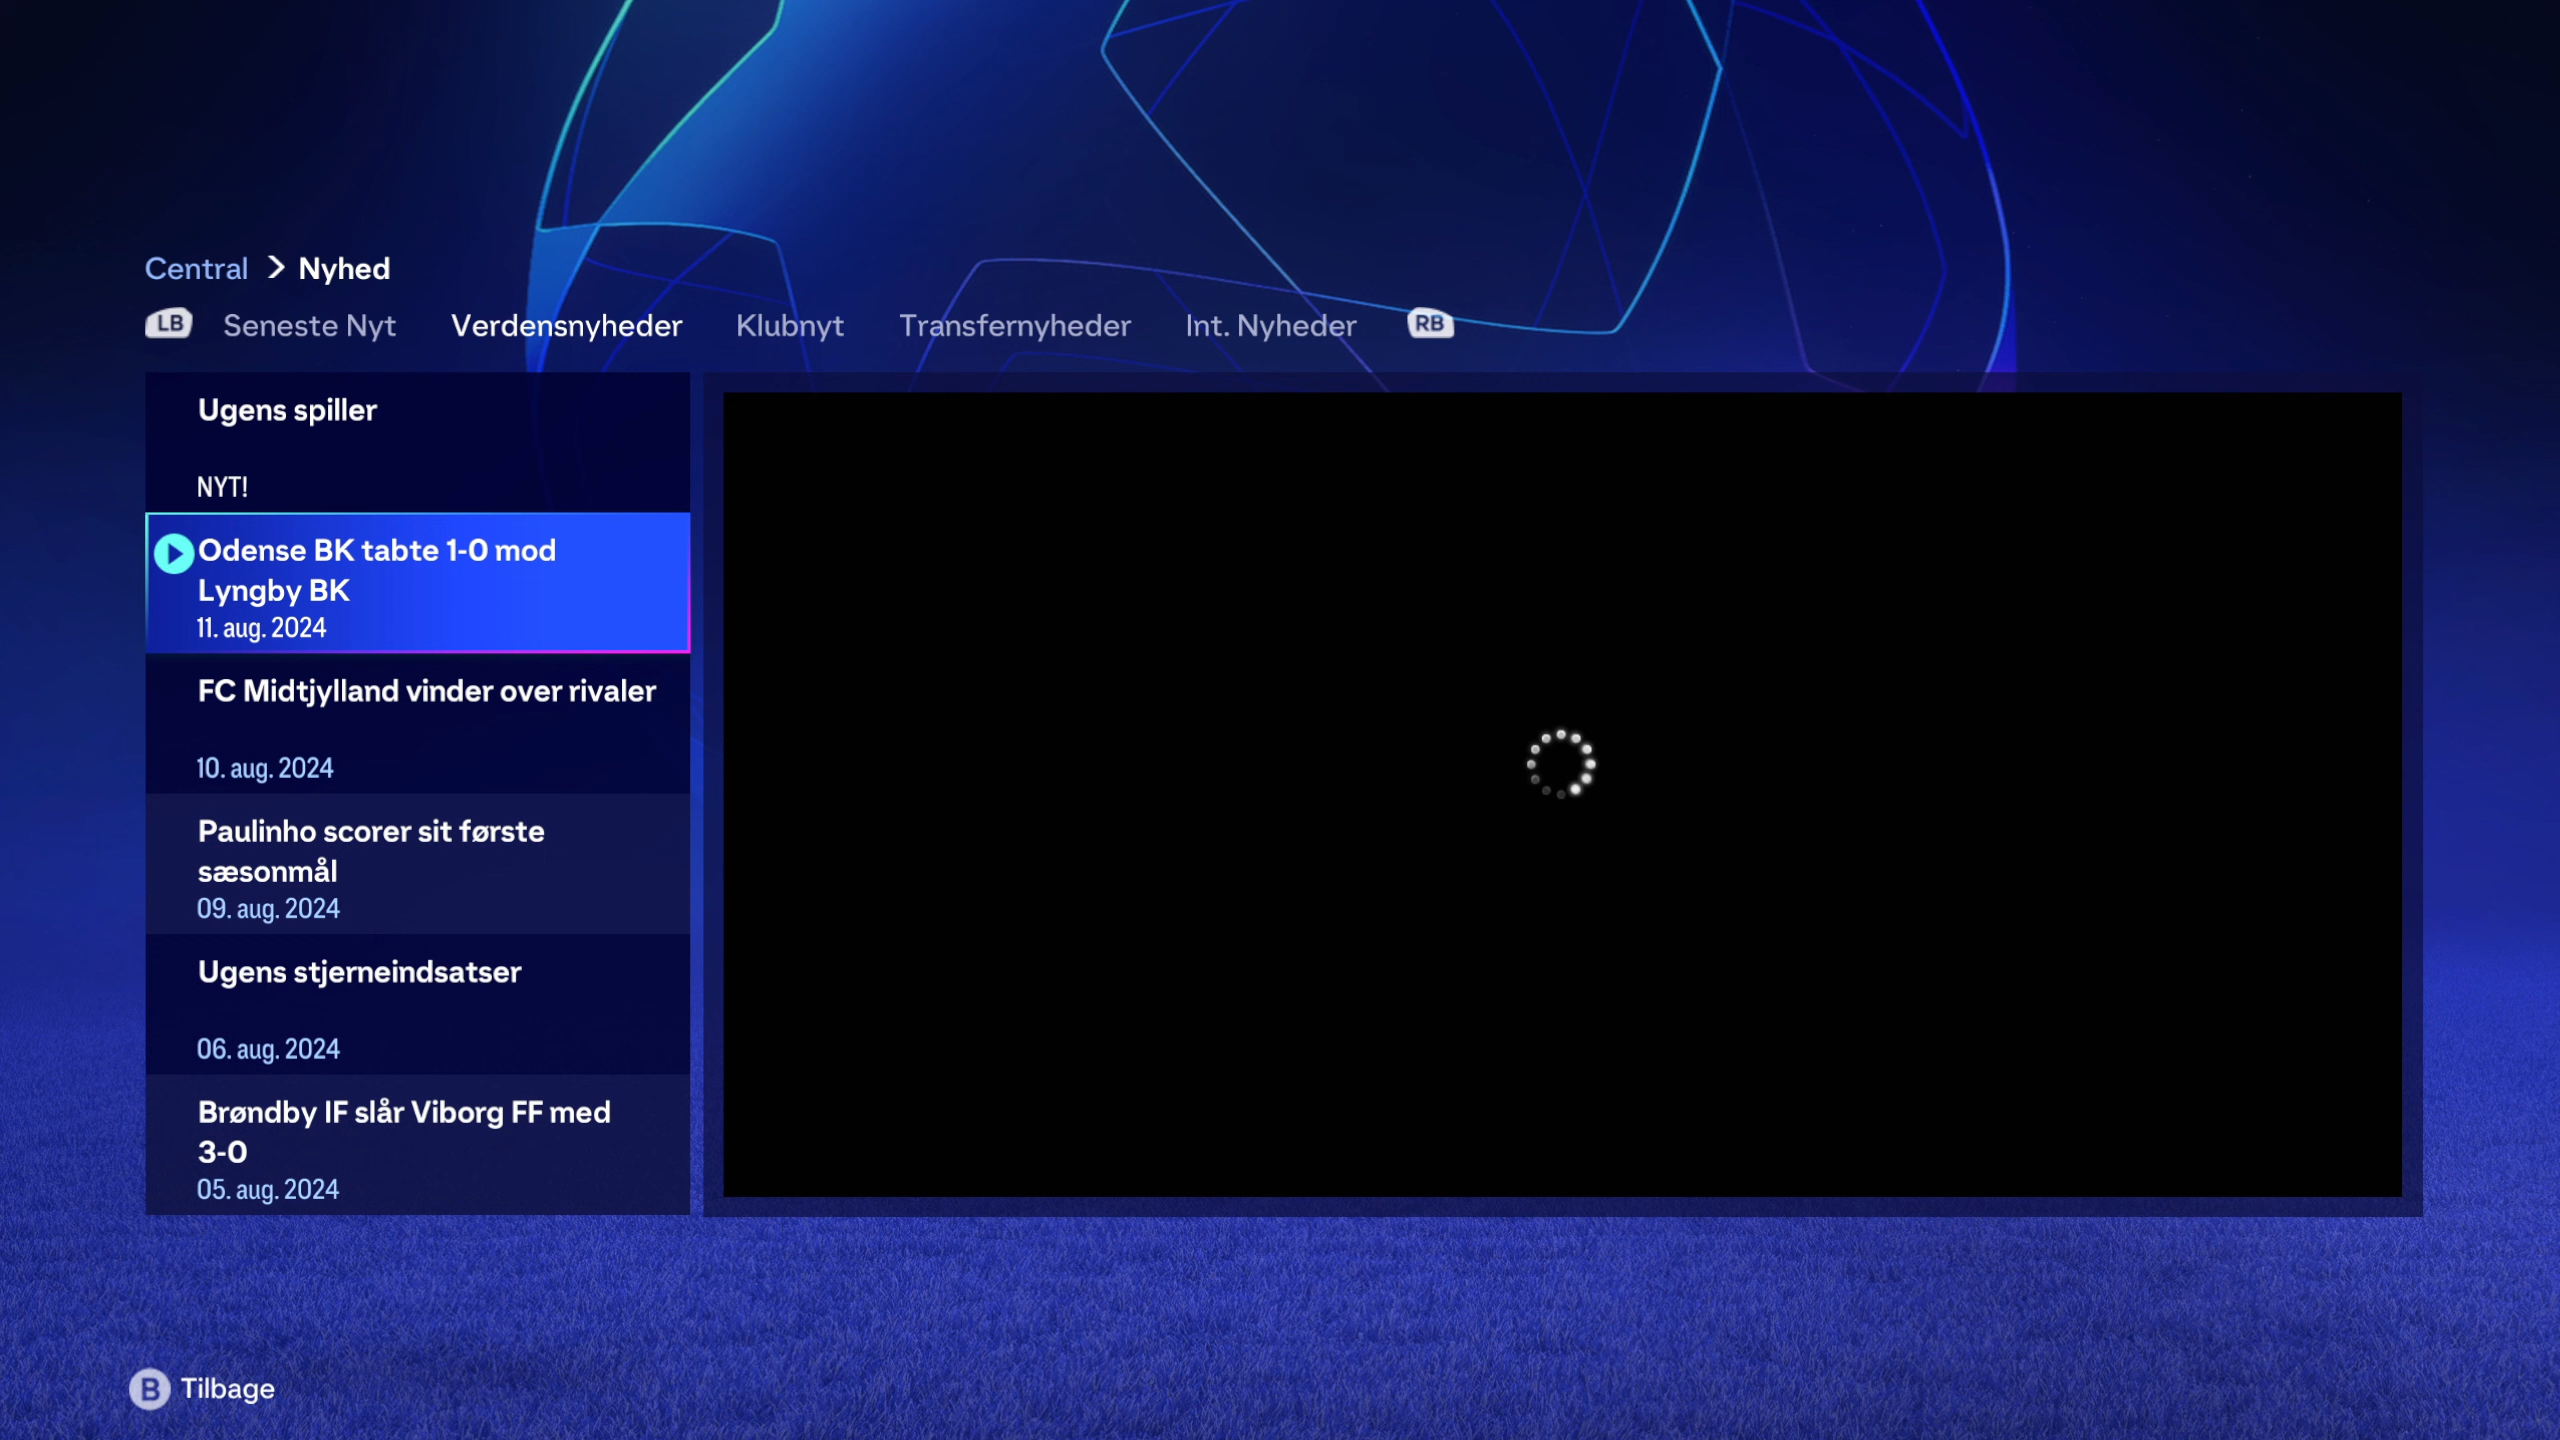 Central > Nyhed
LB Seneste Nyt Verdensnyheder Klubnyt Transfernyheder Int. Nyheder RB
Ugens spiller
NYT!
Odense BK tabte 1-0 mod
Lyngby BK
11. aug. 2024
FC Midtjylland vinder over rivaler
10. aug. 2024
Paulinho scorer sit første
sæsonmål
09. aug. 2024
Ugens stjerneindsatser
06. aug. 2024
Brøndby IF slår Viborg FF med
3-0
05. aug. 2024
B Tilbage